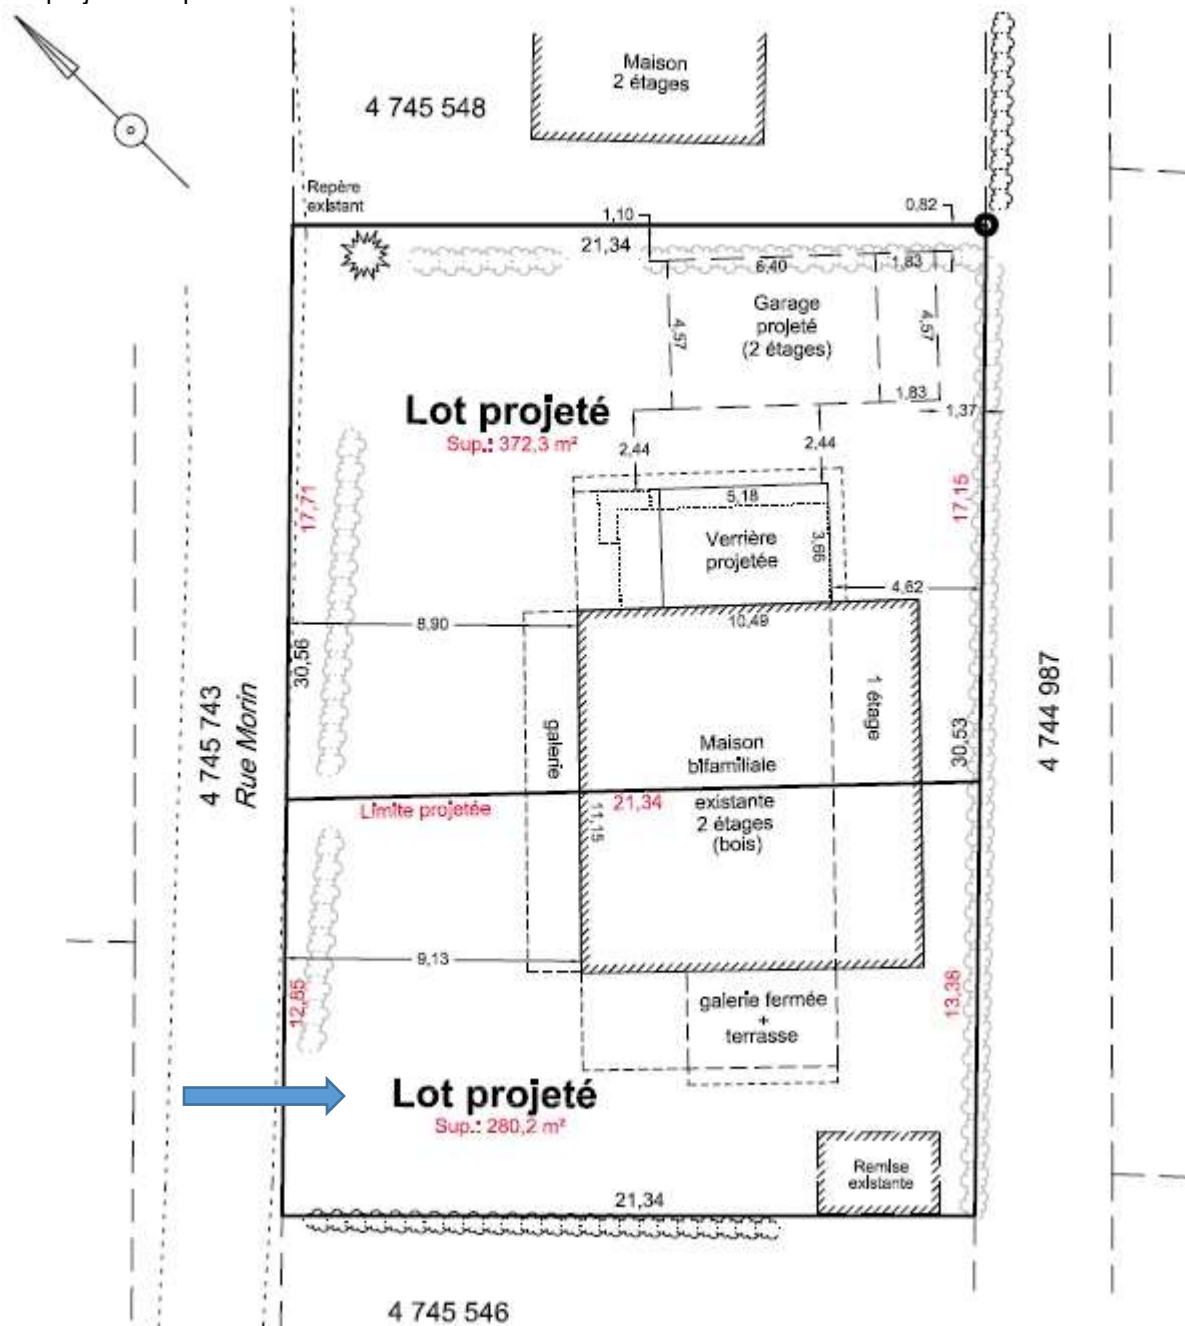 Maison
2 étages
4 745 548
Repère
existant
1,10
0,82
21,34
6,40
1,83
Garage
projeté
(2 étages)
4,57
4,57
1,83
1,37
Lot projeté
Sup.: 372,3 m²
2,44
2,44
17,71
17,15
5,18
Verrière
projetée
3,66
4,62
8,90
10,49
30,56
4 745 743
Rue Morin
galerie
1 étage
30,53
4 744 987
Maison
bifamiliale
existante
2 étages
(bois)
Limite projetée
21,34
11,15
9,13
12,85
13,38
galerie fermée
+
terrasse
Lot projeté
Sup.: 280,2 m²
Remise
existante
21,34
4 745 546